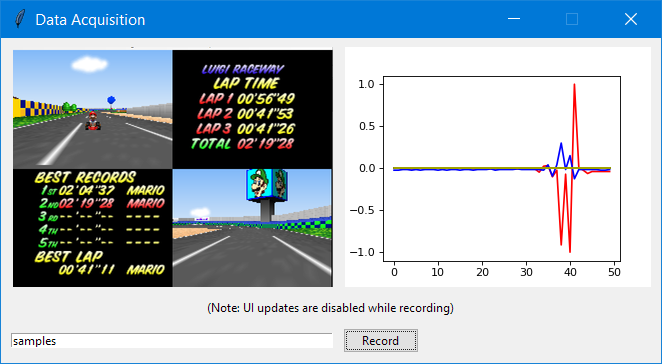 Data Acquisition
LUIGI RACEWAY
LAP TIME
LAP 1 00'56"49
LAP 2 00'41"53
LAP 3 00'41"26
TOTAL 02'19"28
BEST RECORDS
1ST 02'04"37 MARIO
2ND 02'19"28 MARIO
3RD --'--"-- ----
4TH --'--"-- ----
5TH --'--"-- ----
BEST LAP
00'41"11 MARIO
1.0
0.5
0.0
−0.5
−1.0
0 10 20 30 40 50
(Note: UI updates are disabled while recording)
samples Record